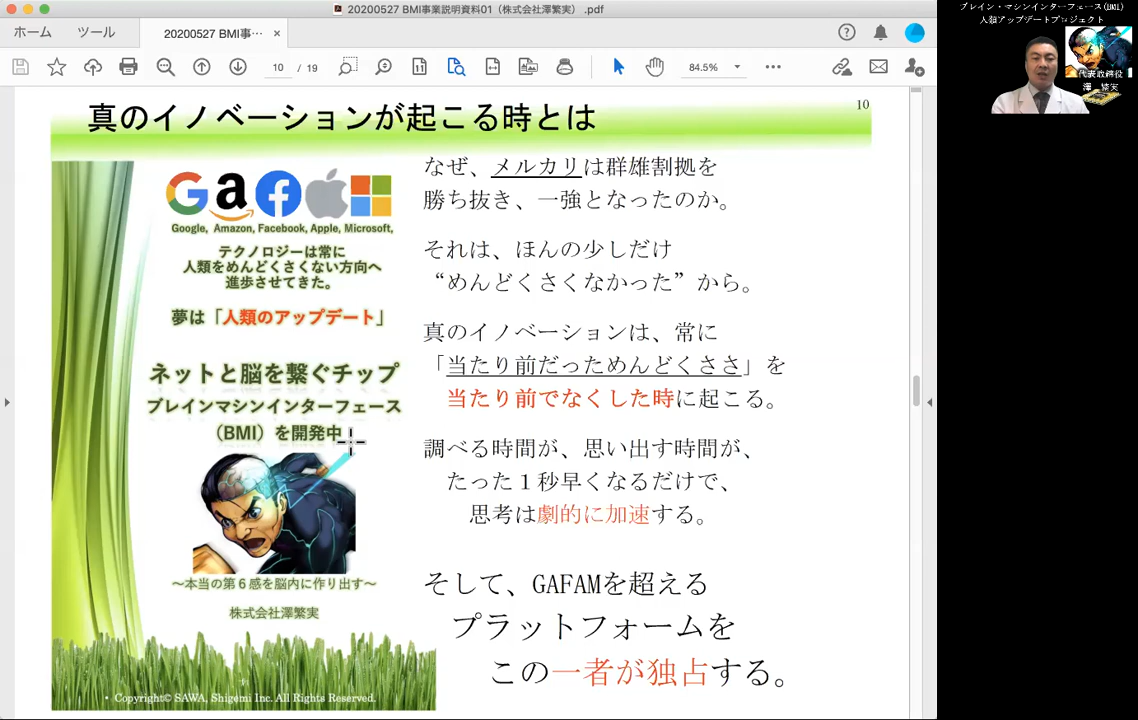 20200527 BMI事業説明資料01（株式会社澤繁実）.pdf
ホーム
ツール
20200527 BMI事… ×
10 / 19
84.5%
真のイノベーションが起こる時とは
10
Google, Amazon, Facebook, Apple, Microsoft,
テクノロジーは常に
人類をめんどくさくない方向へ
進歩させてきた。
夢は「人類のアップデート」
ネットと脳を繋ぐチップ
ブレインマシンインターフェース
（BMI）を開発中
〜本当の第６感を脳内に作り出す〜
株式会社澤繁実
• Copyright© SAWA, Shigemi Inc. All Rights Reserved.
なぜ、メルカリは群雄割拠を
勝ち抜き、一強となったのか。
それは、ほんの少しだけ
“めんどくさくなかった”から。
真のイノベーションは、常に
「当たり前だっためんどくささ」を
当たり前でなくした時に起こる。
調べる時間が、思い出す時間が、
たった１秒早くなるだけで、
思考は劇的に加速する。
そして、GAFAMを超える
プラットフォームを
この一者が独占する。
ブレイン・マシンインターフェース(BMI)
人類アップデートプロジェクト
代表取締役
澤 繁実